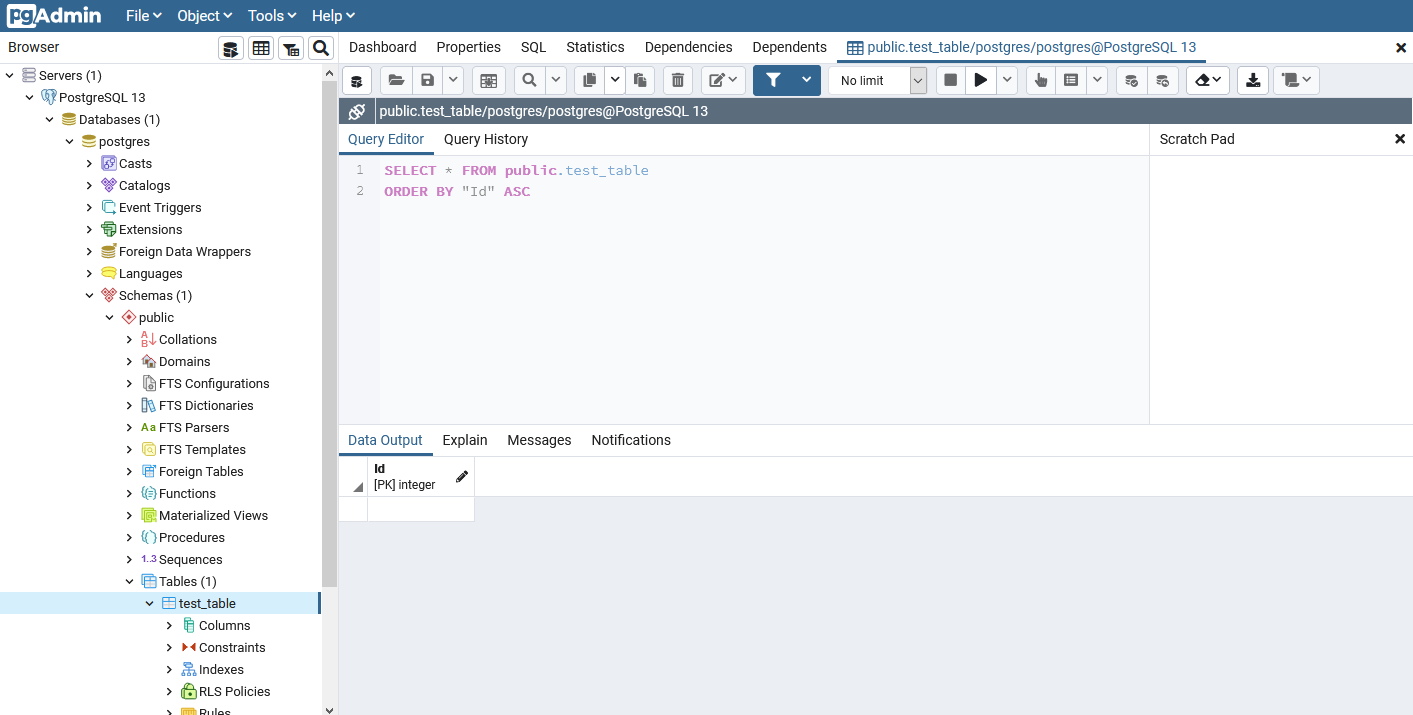 pgAdmin File Object Tools Help
Browser
Dashboard Properties SQL Statistics Dependencies Dependents public.test_table/postgres/postgres@PostgreSQL 13
No limit
public.test_table/postgres/postgres@PostgreSQL 13
Servers (1)
PostgreSQL 13
Databases (1)
postgres
Casts
Catalogs
Event Triggers
Extensions
Foreign Data Wrappers
Languages
Schemas (1)
public
Collations
Domains
FTS Configurations
FTS Dictionaries
Aa FTS Parsers
FTS Templates
Foreign Tables
Functions
Materialized Views
Procedures
1..3 Sequences
Tables (1)
test_table
Columns
Constraints
Indexes
RLS Policies
Rules
Query Editor Query History
Scratch Pad
1 SELECT * FROM public.test_table
2 ORDER BY "Id" ASC
Data Output Explain Messages Notifications
Id
[PK] integer